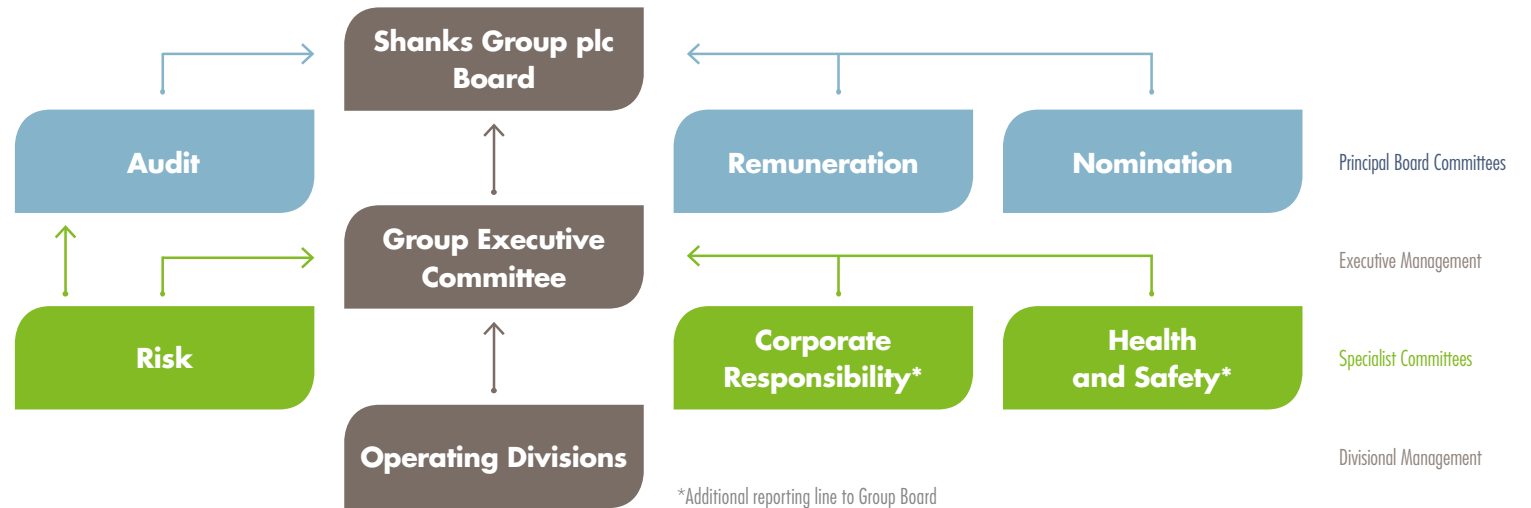 Shanks Group plc
Board
Audit
Remuneration
Nomination
Principal Board Committees
Group Executive
Committee
Executive Management
Risk
Corporate
Responsibility*
Health
and Safety*
Specialist Committees
Operating Divisions
Divisional Management
*Additional reporting line to Group Board